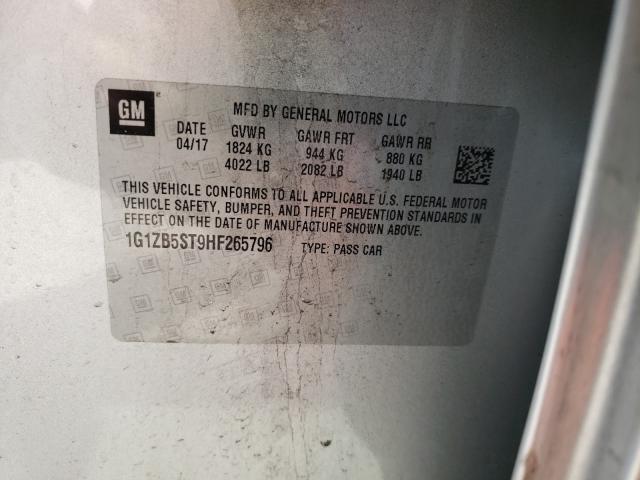 GM
MFD BY GENERAL MOTORS LLC
DATE GVWR GAWR FRT GAWR RR
04/17 1824 KG 944 KG 880 KG
4022 LB 2082 LB 1940 LB
THIS VEHICLE CONFORMS TO ALL APPLICABLE U.S. FEDERAL MOTOR
VEHICLE SAFETY, BUMPER, AND THEFT PREVENTION STANDARDS IN
EFFECT ON THE DATE OF MANUFACTURE SHOWN ABOVE.
1G1ZB5ST9HF265796 TYPE: PASS CAR